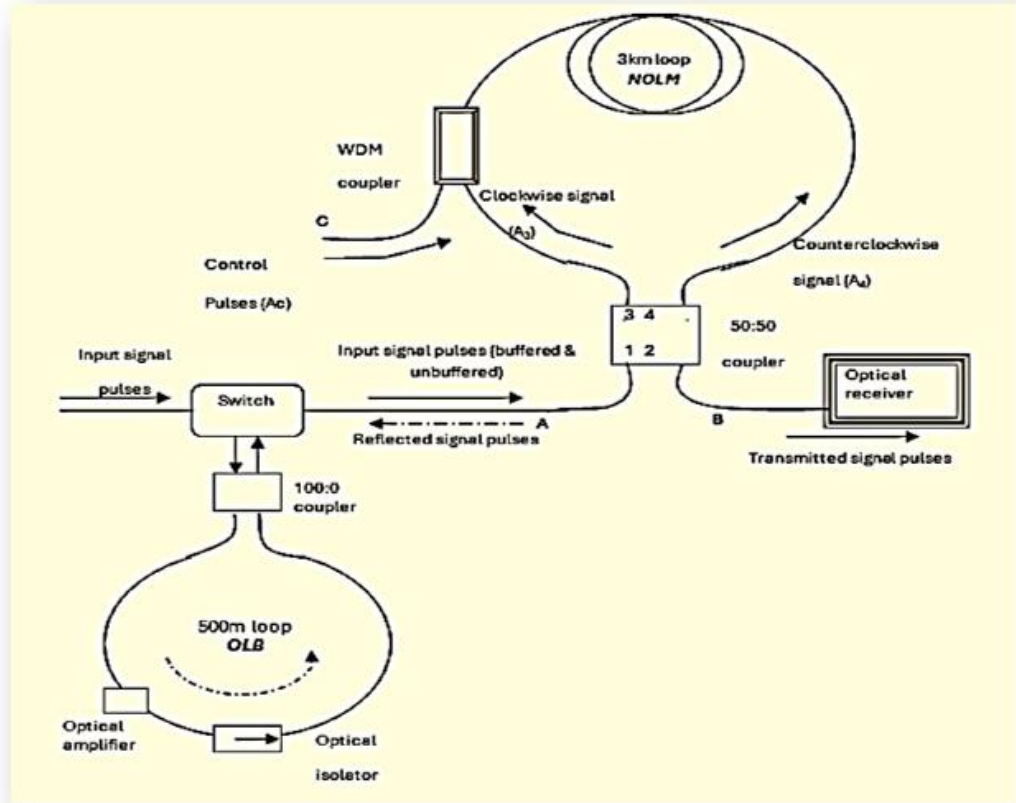 3km loop
NOLM
WDM
coupler
Clockwise signal
(A₃)
C
Counterclockwise
signal (A₄)
Control
Pulses (Ac)
3 4
1 2
50:50
coupler
Input signal
pulses
Input signal pulses (buffered &
unbuffered)
Switch
A
Reflected signal pulses
B
Optical
receiver
Transmitted signal pulses
100:0
coupler
500m loop
OLB
Optical
amplifier
Optical
isolator